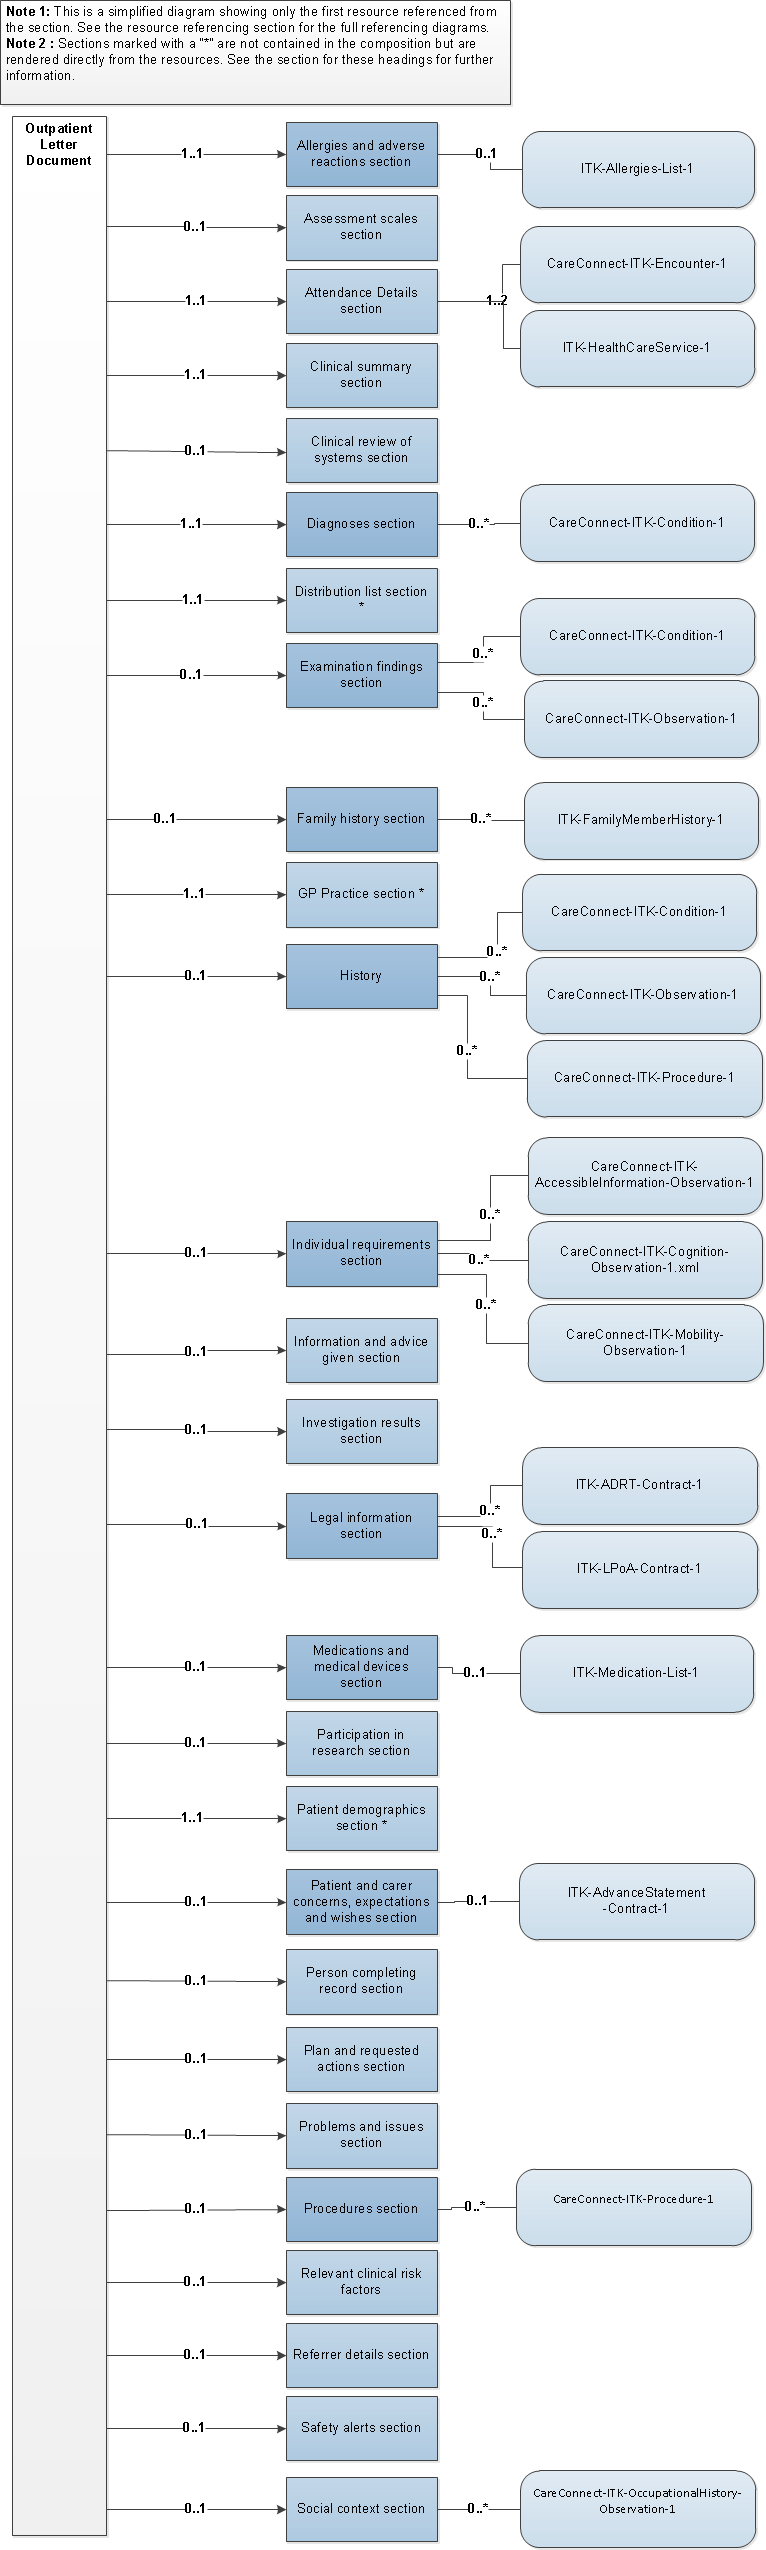 Note 1: This is a simplified diagram showing only the first resource referenced from
the section. See the resource referencing section for the full referencing diagrams.
Note 2 : Sections marked with a "*" are not contained in the composition but are
rendered directly from the resources. See the section for these headings for further
information.
Outpatient
Letter
Document
1..1
Allergies and adverse
reactions section
0..1
ITK-Allergies-List-1
0..1
Assessment scales
section
1..1
Attendance Details
section
1..2
CareConnect-ITK-Encounter-1
ITK-HealthCareService-1
1..1
Clinical summary
section
0..1
Clinical review of
systems section
1..1
Diagnoses section
0..*
CareConnect-ITK-Condition-1
1..1
Distribution list section
*
0..1
Examination findings
section
0..*
CareConnect-ITK-Condition-1
0..*
CareConnect-ITK-Observation-1
0..1
Family history section
0..*
ITK-FamilyMemberHistory-1
1..1
GP Practice section *
0..1
History
0..*
CareConnect-ITK-Condition-1
0..*
CareConnect-ITK-Observation-1
0..*
CareConnect-ITK-Procedure-1
0..1
Individual requirements
section
0..*
CareConnect-ITK-
AccessibleInformation-Observation-1
0..*
CareConnect-ITK-Cognition-
Observation-1.xml
0..*
CareConnect-ITK-Mobility-
Observation-1
0..1
Information and advice
given section
0..1
Investigation results
section
0..1
Legal information
section
0..*
ITK-ADRT-Contract-1
0..*
ITK-LPoA-Contract-1
0..1
Medications and
medical devices
section
0..1
ITK-Medication-List-1
0..1
Participation in
research section
1..1
Patient demographics
section *
0..1
Patient and carer
concerns, expectations
and wishes section
0..1
ITK-AdvanceStatement
-Contract-1
0..1
Person completing
record section
0..1
Plan and requested
actions section
0..1
Problems and issues
section
0..1
Procedures section
0..*
CareConnect-ITK-Procedure-1
0..1
Relevant clinical risk
factors
0..1
Referrer details section
0..1
Safety alerts section
0..1
Social context section
0..*
CareConnect-ITK-OccupationalHistory-
Observation-1